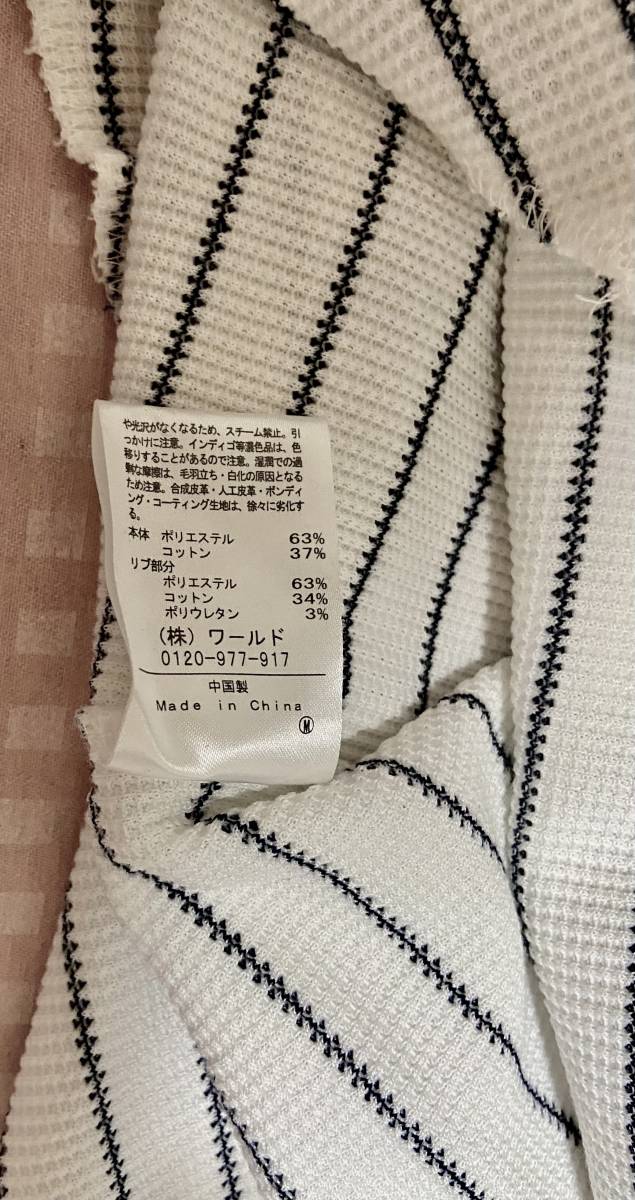 や光沢がなくなるため、スチーム禁止。引
っかけに注意。インディゴ等濃色品は、色
移りすることがあるので注意。湿潤での過
剰な摩擦は、毛羽立ち・白化の原因となる
ため注意。合成皮革・人工皮革・ボンディ
ング・コーティング生地は、徐々に劣化す
る。
本体 ポリエステル 63%
コットン 37%
リブ部分
ポリエステル 63%
コットン 34%
ポリウレタン 3%
(株) ワールド
0120-977-917
中国製
Made in China
Ⓜ